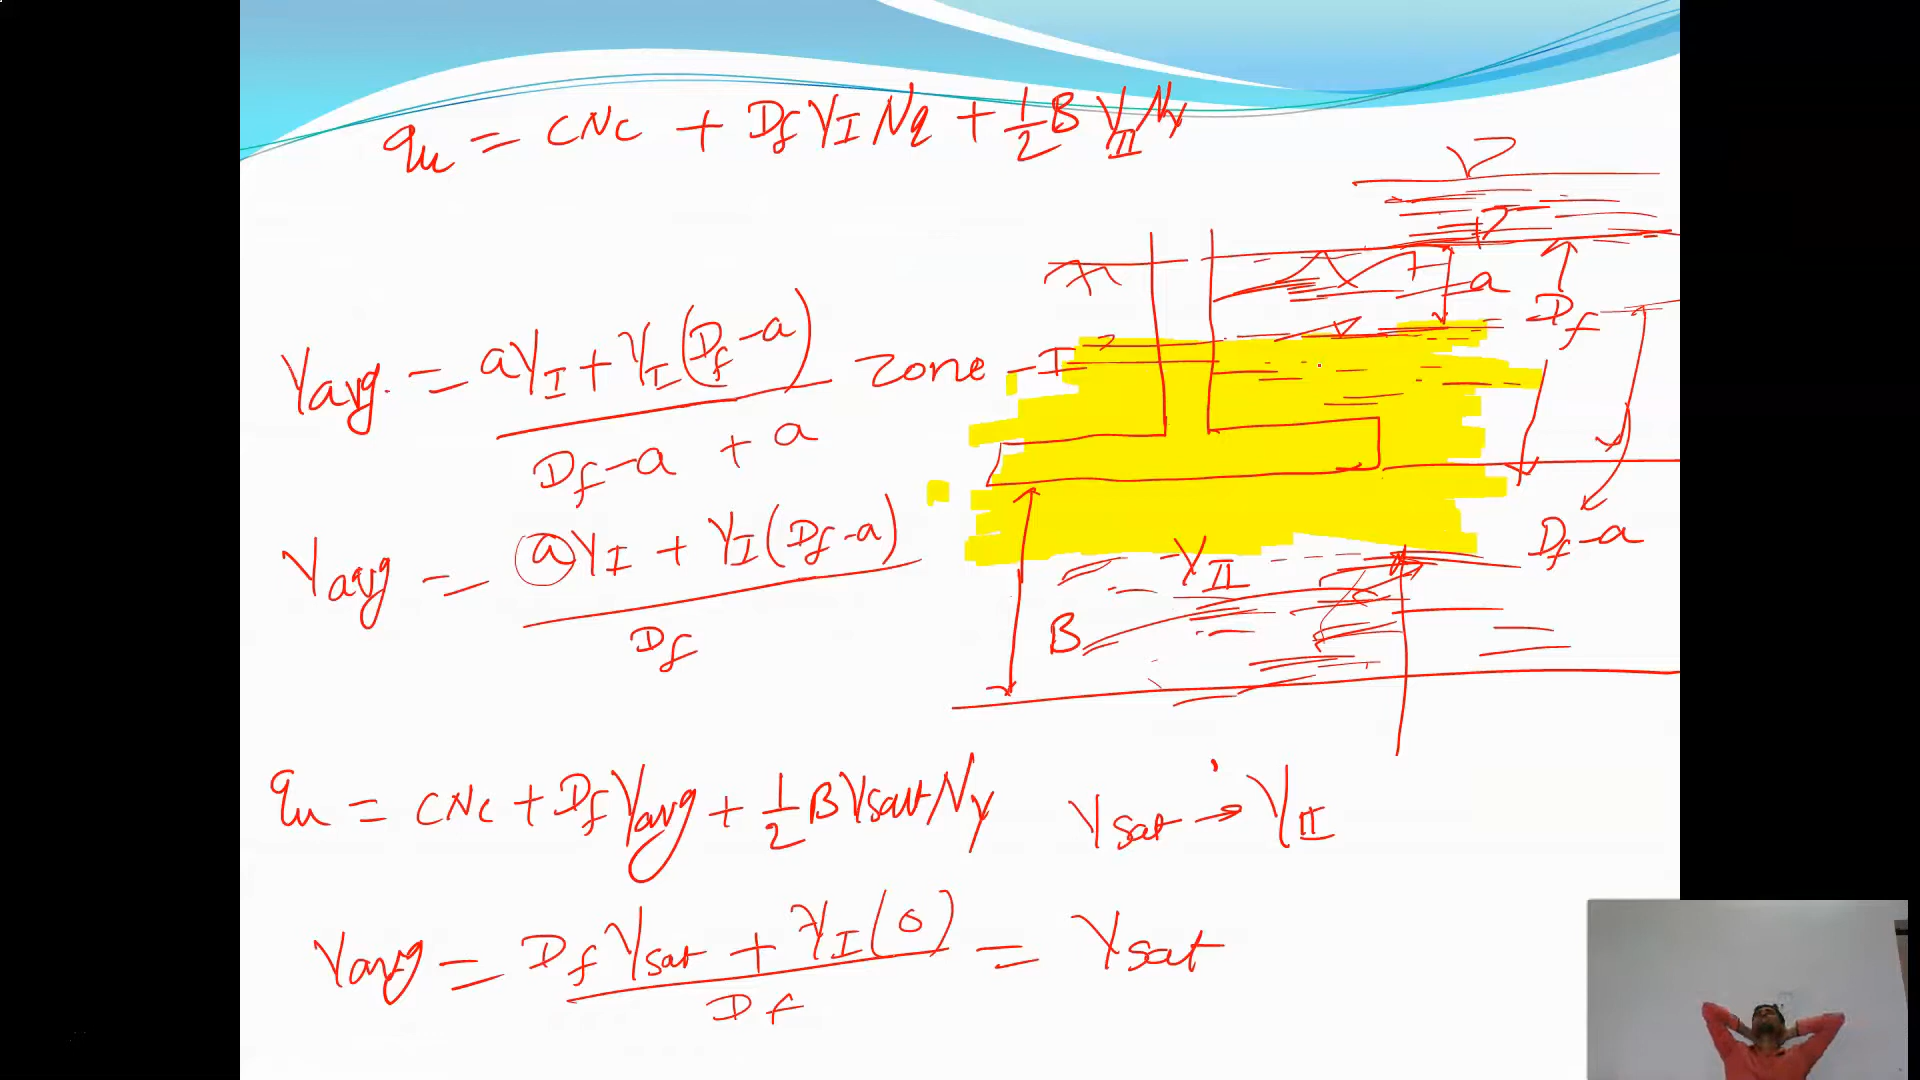 qu = CNc + Df γI Nq + 1/2 B γII Nγ
a
Df
γavg. = (aγI + γI(Df-a)) / (Df-a + a) zone-I
γavg = (aγI + γI(Df-a)) / Df
Df-a
γII
B
qu = CNc + Df γavg + 1/2 B γsat Nγ γsat → γII
γavg = (Df γsat + γI(0)) / Df = γsat